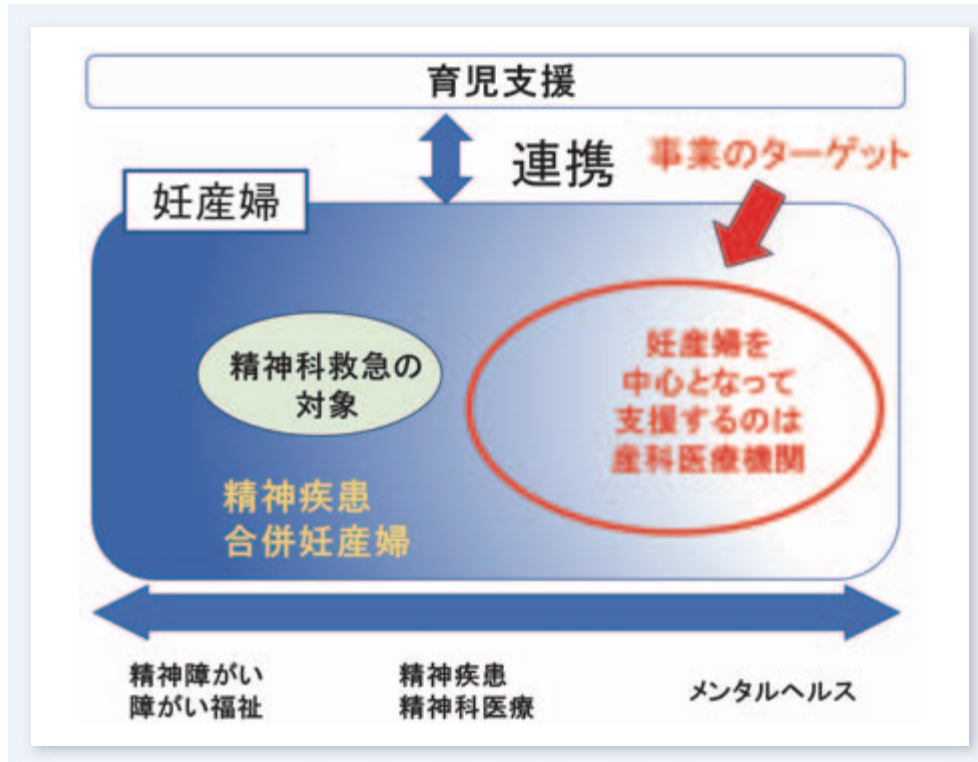 育児支援
連携
事業のターゲット
妊産婦
精神科救急の
対象
妊産婦を
中心となって
支援するのは
産科医療機関
精神疾患
合併妊産婦
精神障がい
障がい福祉
精神疾患
精神科医療
メンタルヘルス